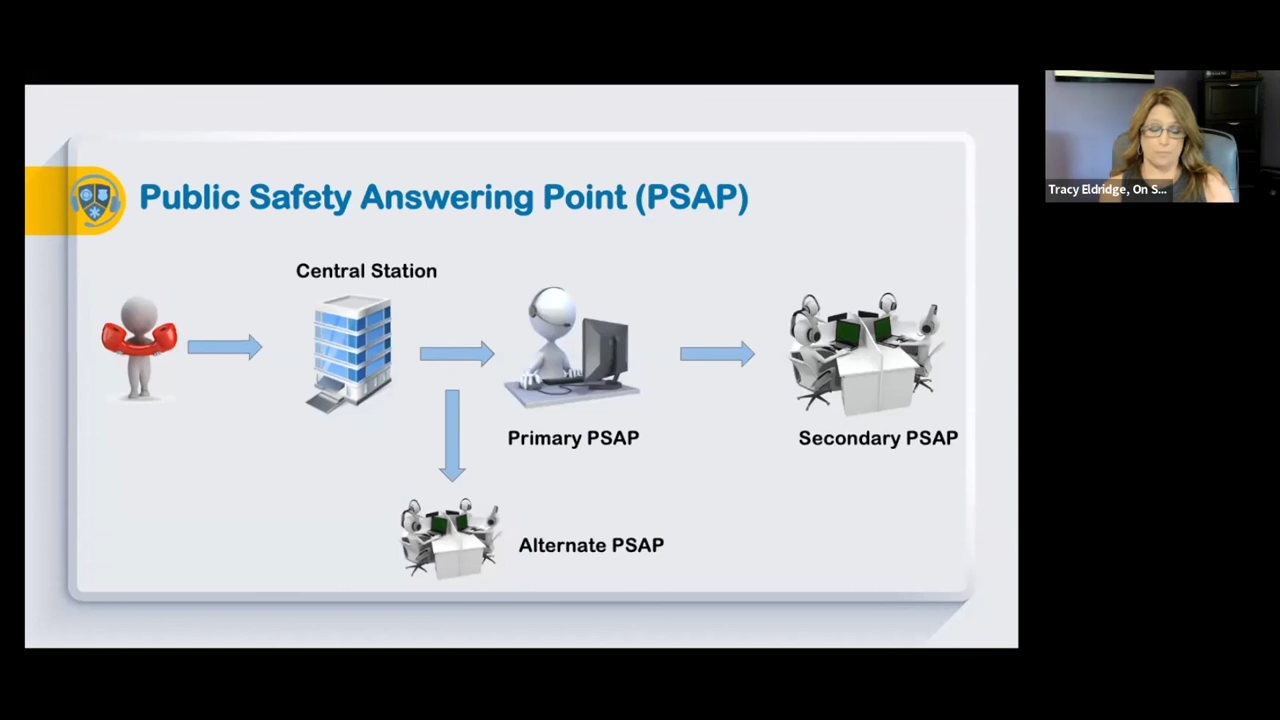 Public Safety Answering Point (PSAP)
Central Station
Primary PSAP
Secondary PSAP
Alternate PSAP
Tracy Eldridge, On S...